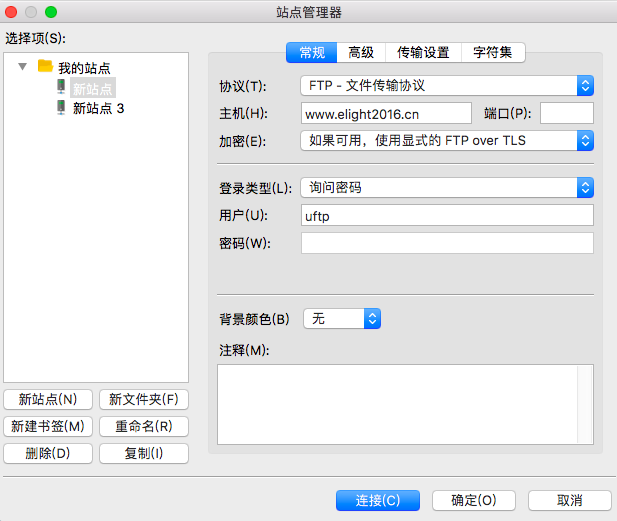 站点管理器
选择项(S):
我的站点
新站点
新站点 3
新站点(N)
新文件夹(F)
新建书签(M)
重命名(R)
删除(D)
复制(I)
常规
高级
传输设置
字符集
协议(T):
FTP - 文件传输协议
主机(H):
www.elight2016.cn
端口(P):
加密(E):
如果可用，使用显式的 FTP over TLS
登录类型(L):
询问密码
用户(U):
uftp
密码(W):
背景颜色(B)
无
注释(M):
连接(C)
确定(O)
取消